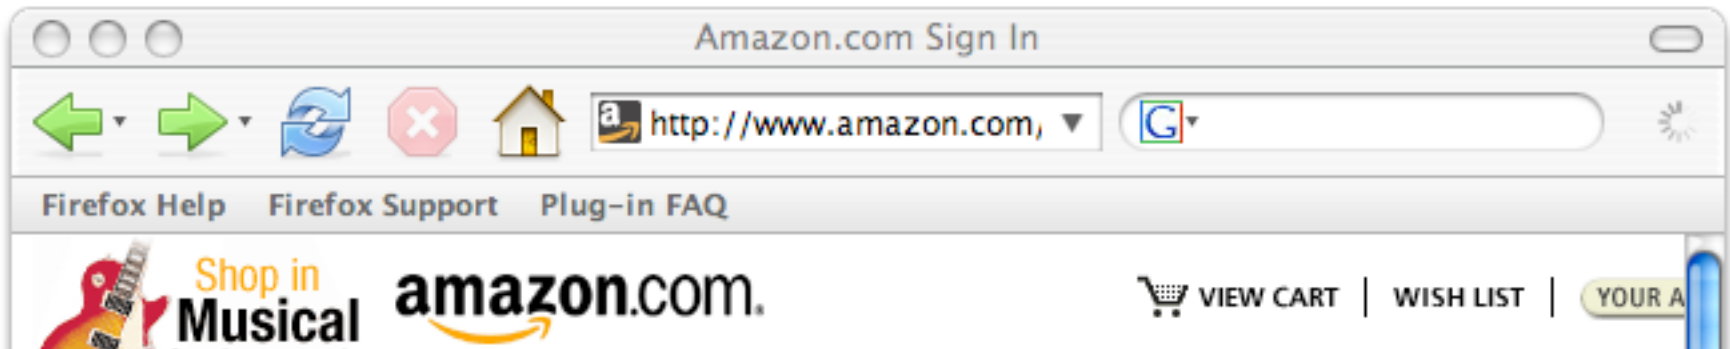 Amazon.com Sign In
http://www.amazon.com/
G
Firefox Help Firefox Support Plug-in FAQ
Shop in
Musical
amazon.com.
VIEW CART | WISH LIST | YOUR A